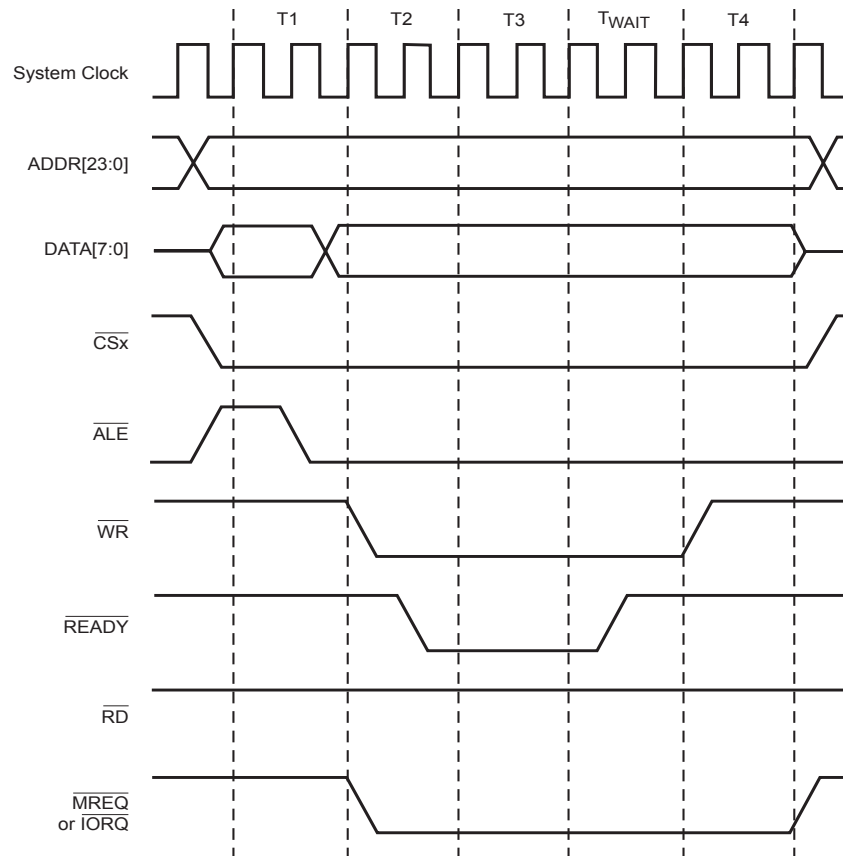 T1 T2 T3 TWAIT T4
System Clock
ADDR[23:0]
DATA[7:0]
CSx
ALE
WR
READY
RD
MREQ
or IORQ